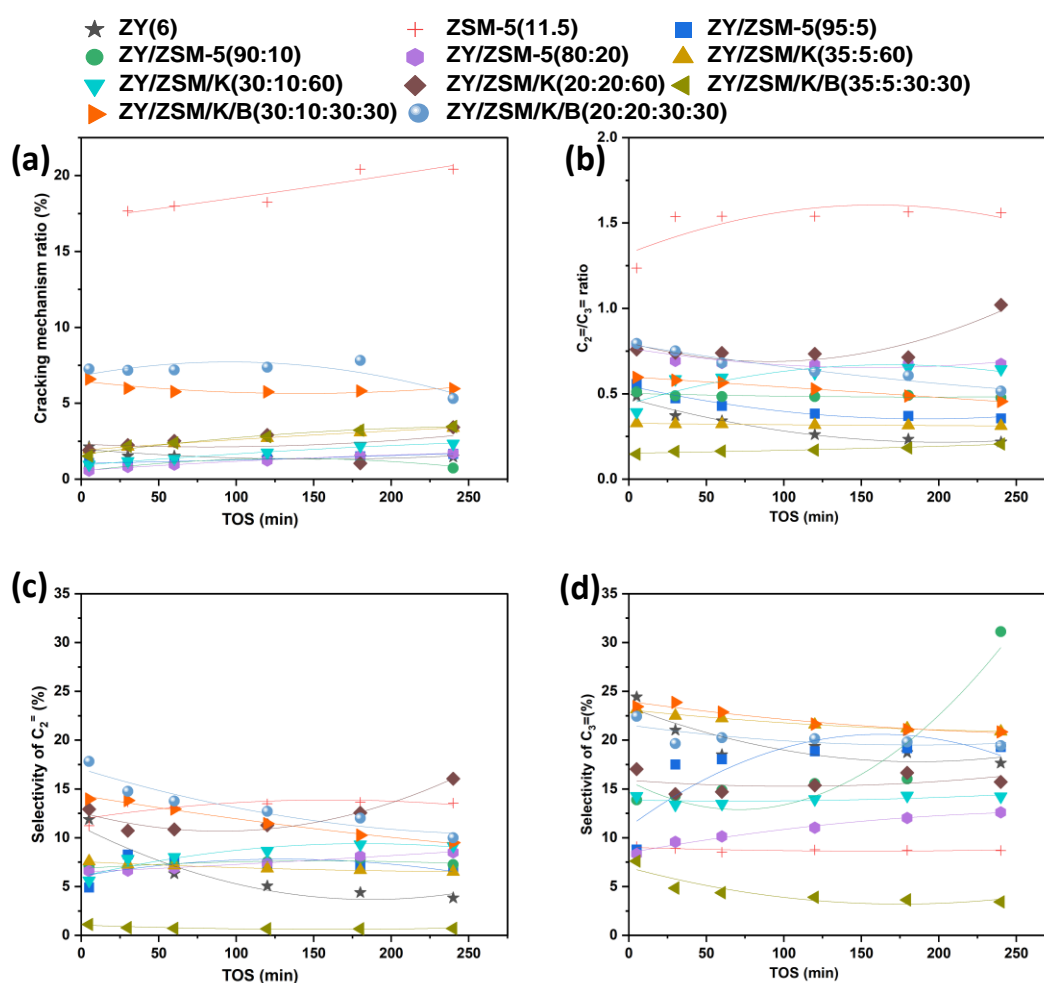 ZY(6) ZSM-5(11.5) ZY/ZSM-5(95:5)
ZY/ZSM-5(90:10) ZY/ZSM-5(80:20) ZY/ZSM/K(35:5:60)
ZY/ZSM/K(30:10:60) ZY/ZSM/K(20:20:60) ZY/ZSM/K/B(35:5:30:30)
ZY/ZSM/K/B(30:10:30:30) ZY/ZSM/K/B(20:20:30:30)
(a)
Cracking mechanism ratio (%)
20
15
10
5
0
0 50 100 150 200 250
TOS (min)
(b)
C₂⁼/C₃= ratio
2.0
1.5
1.0
0.5
0.0
0 50 100 150 200 250
TOS (min)
(c)
Selectivity of C₂⁼ (%)
35
30
25
20
15
10
5
0
0 50 100 150 200 250
TOS (min)
(d)
Selectivity of C₃=(%)
35
30
25
20
15
10
5
0
0 50 100 150 200 250
TOS (min)